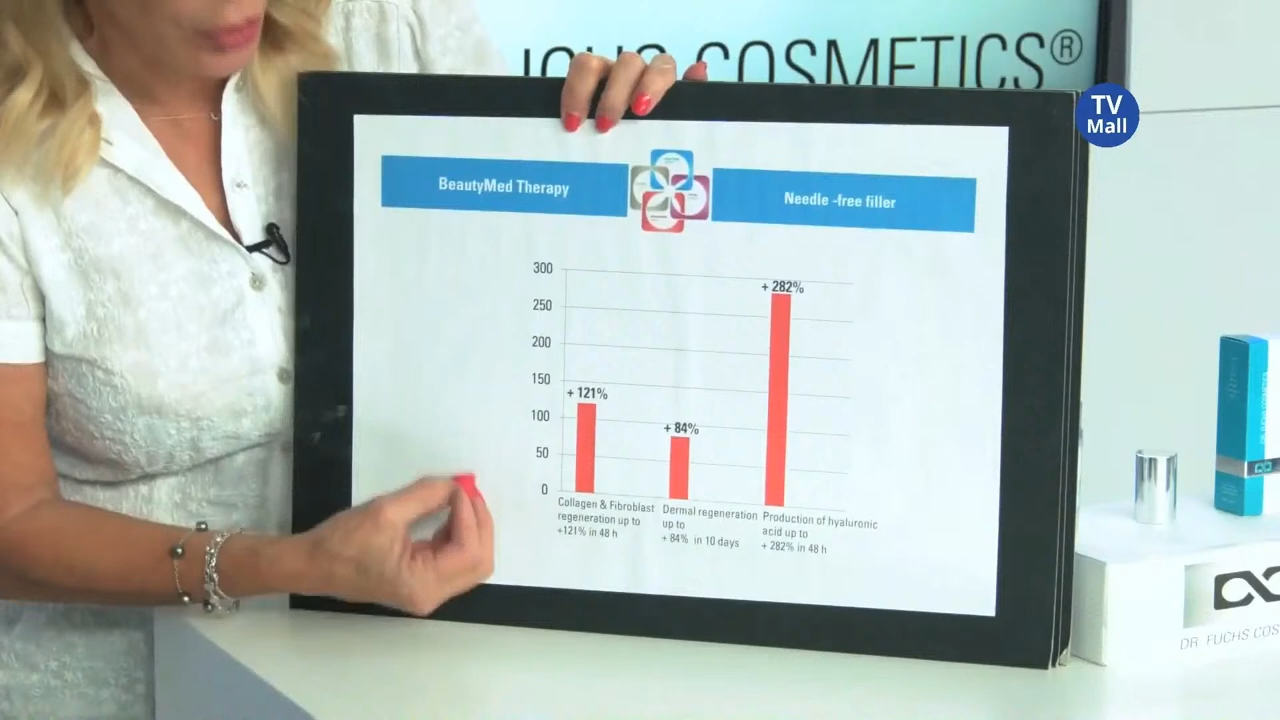 COSMETICS®
TV
Mall
BeautyMed Therapy
Needle -free filler
300
250
200
150
100
50
0
+ 121%
+ 84%
+ 282%
Collagen & Fibroblast
regeneration up to
+121% in 48 h
Dermal regeneration
up to
+ 84% in 10 days
Production of hyaluronic
acid up to
+ 282% in 48 h
DR. FUCHS COS